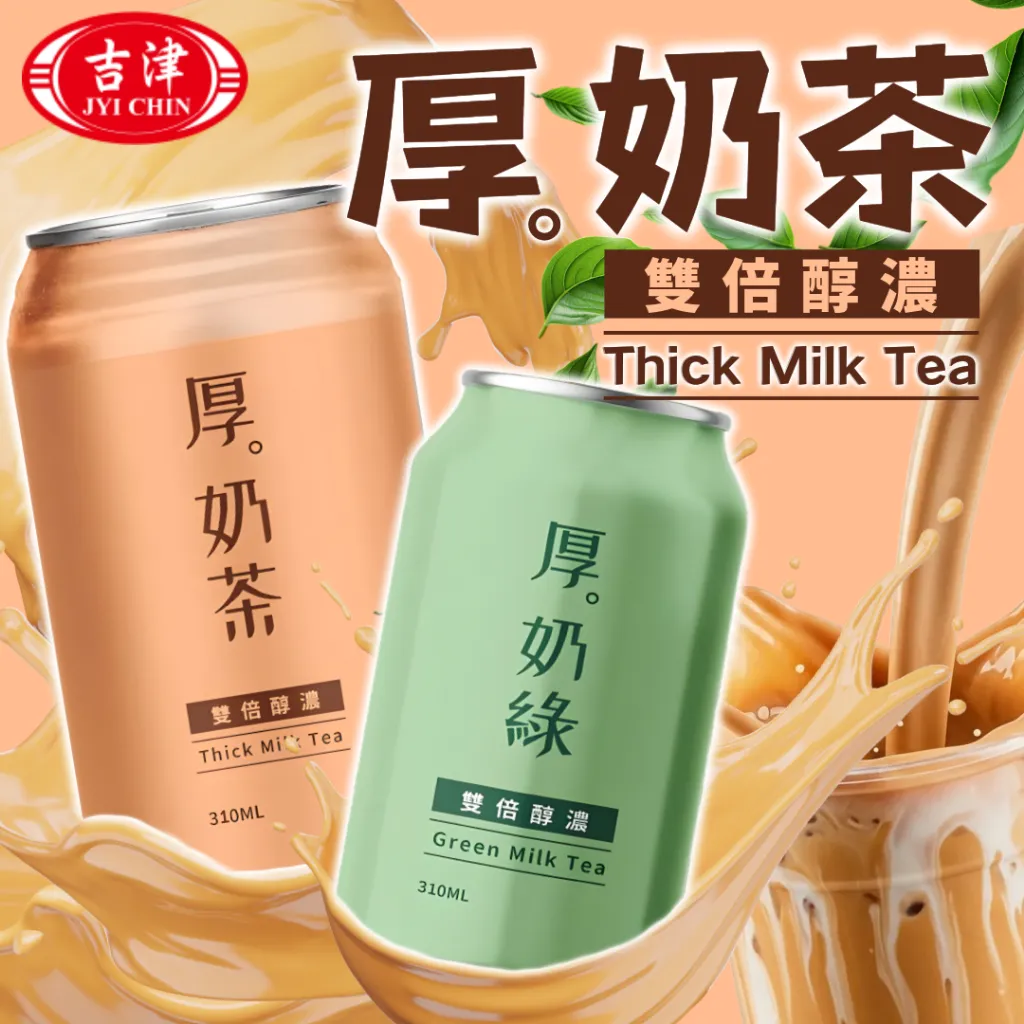 吉津
JYI CHIN
厚。奶茶
雙倍醇濃
Thick Milk Tea
厚。奶茶
雙倍醇濃
Thick Milk Tea
310ML
厚。奶綠
雙倍醇濃
Green Milk Tea
310ML